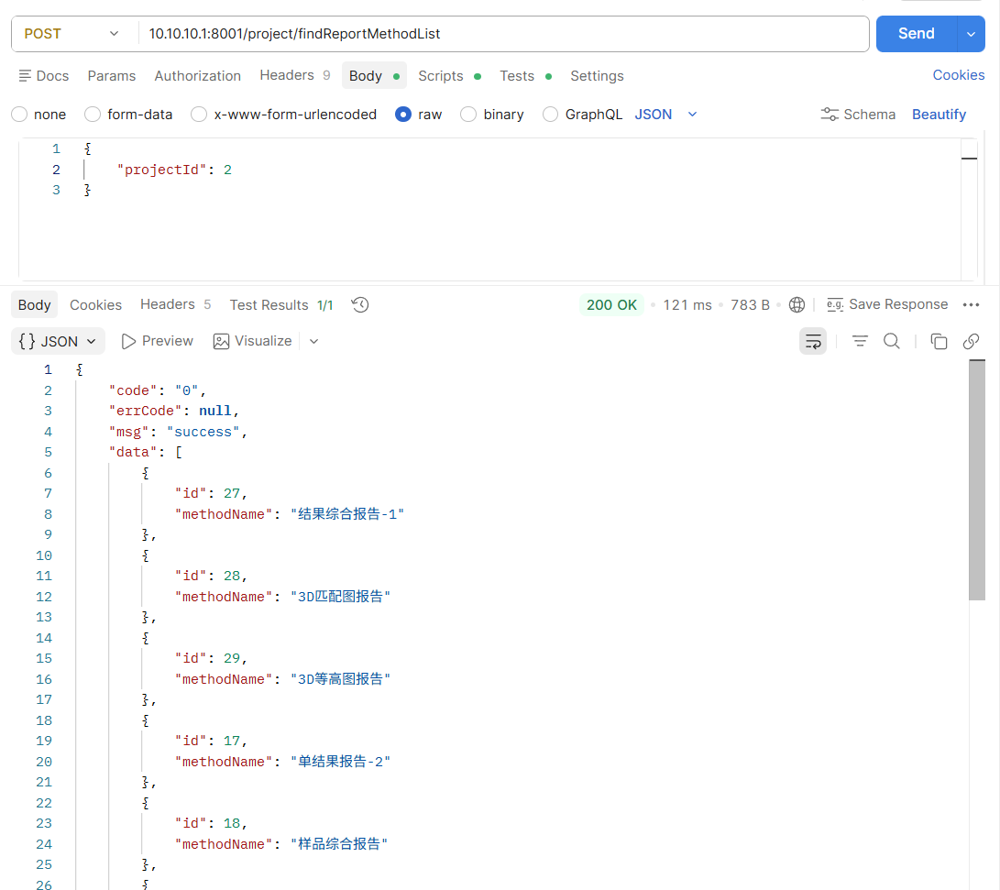 POST 10.10.10.1:8001/project/findReportMethodList Send
Docs Params Authorization Headers 9 Body Scripts Tests Settings Cookies
none form-data x-www-form-urlencoded raw binary GraphQL JSON Schema Beautify
1 {
2 "projectId": 2
3 }
Body Cookies Headers 5 Test Results 1/1 200 OK 121 ms 783 B e.g. Save Response
{} JSON Preview Visualize
1 {
2 "code": "0",
3 "errCode": null,
4 "msg": "success",
5 "data": [
6 {
7 "id": 27,
8 "methodName": "结果综合报告-1"
9 },
10 {
11 "id": 28,
12 "methodName": "3D匹配图报告"
13 },
14 {
15 "id": 29,
16 "methodName": "3D等高图报告"
17 },
18 {
19 "id": 17,
20 "methodName": "单结果报告-2"
21 },
22 {
23 "id": 18,
24 "methodName": "样品综合报告"
25 },
26 {